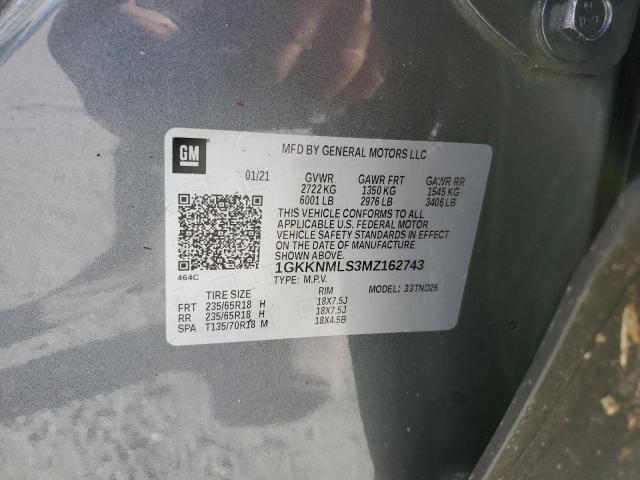 GM
MFD BY GENERAL MOTORS LLC
01/21 GVWR GAWR FRT GAWR RR
2722 KG 1350 KG 1545 KG
6001 LB 2976 LB 3406 LB
THIS VEHICLE CONFORMS TO ALL
APPLICABLE U.S. FEDERAL MOTOR
VEHICLE SAFETY STANDARDS IN
EFFECT ON THE DATE OF MANUFACTURE
SHOWN ABOVE.
464C
1GKKNMLS3MZ162743
TYPE: M.P.V. MODEL: 33TND26
TIRE SIZE RIM
FRT 235/65R18 H 18X7.5J
RR 235/65R18 H 18X7.5J
SPA T135/70R18 M 18X4.5B